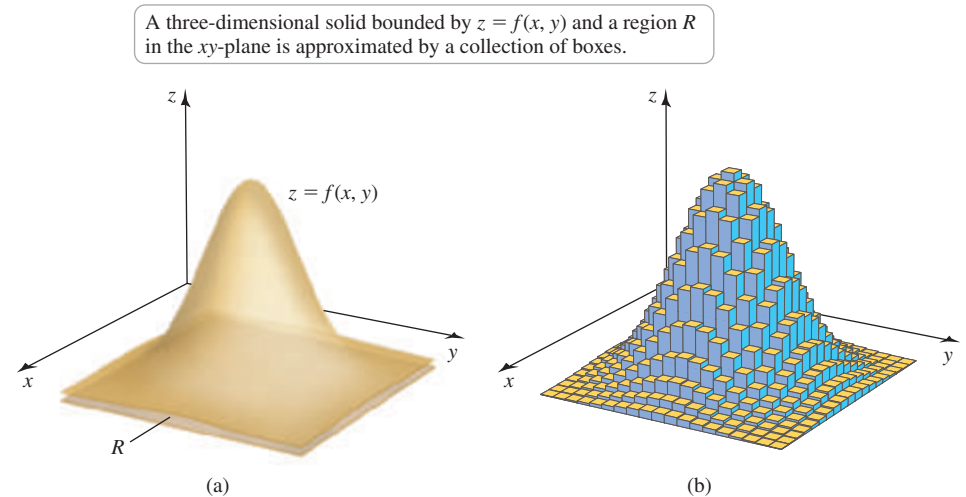 A three-dimensional solid bounded by z = f(x, y) and a region R
in the xy-plane is approximated by a collection of boxes.
z
z = f(x, y)
x
y
R
(a)
z
x
y
(b)